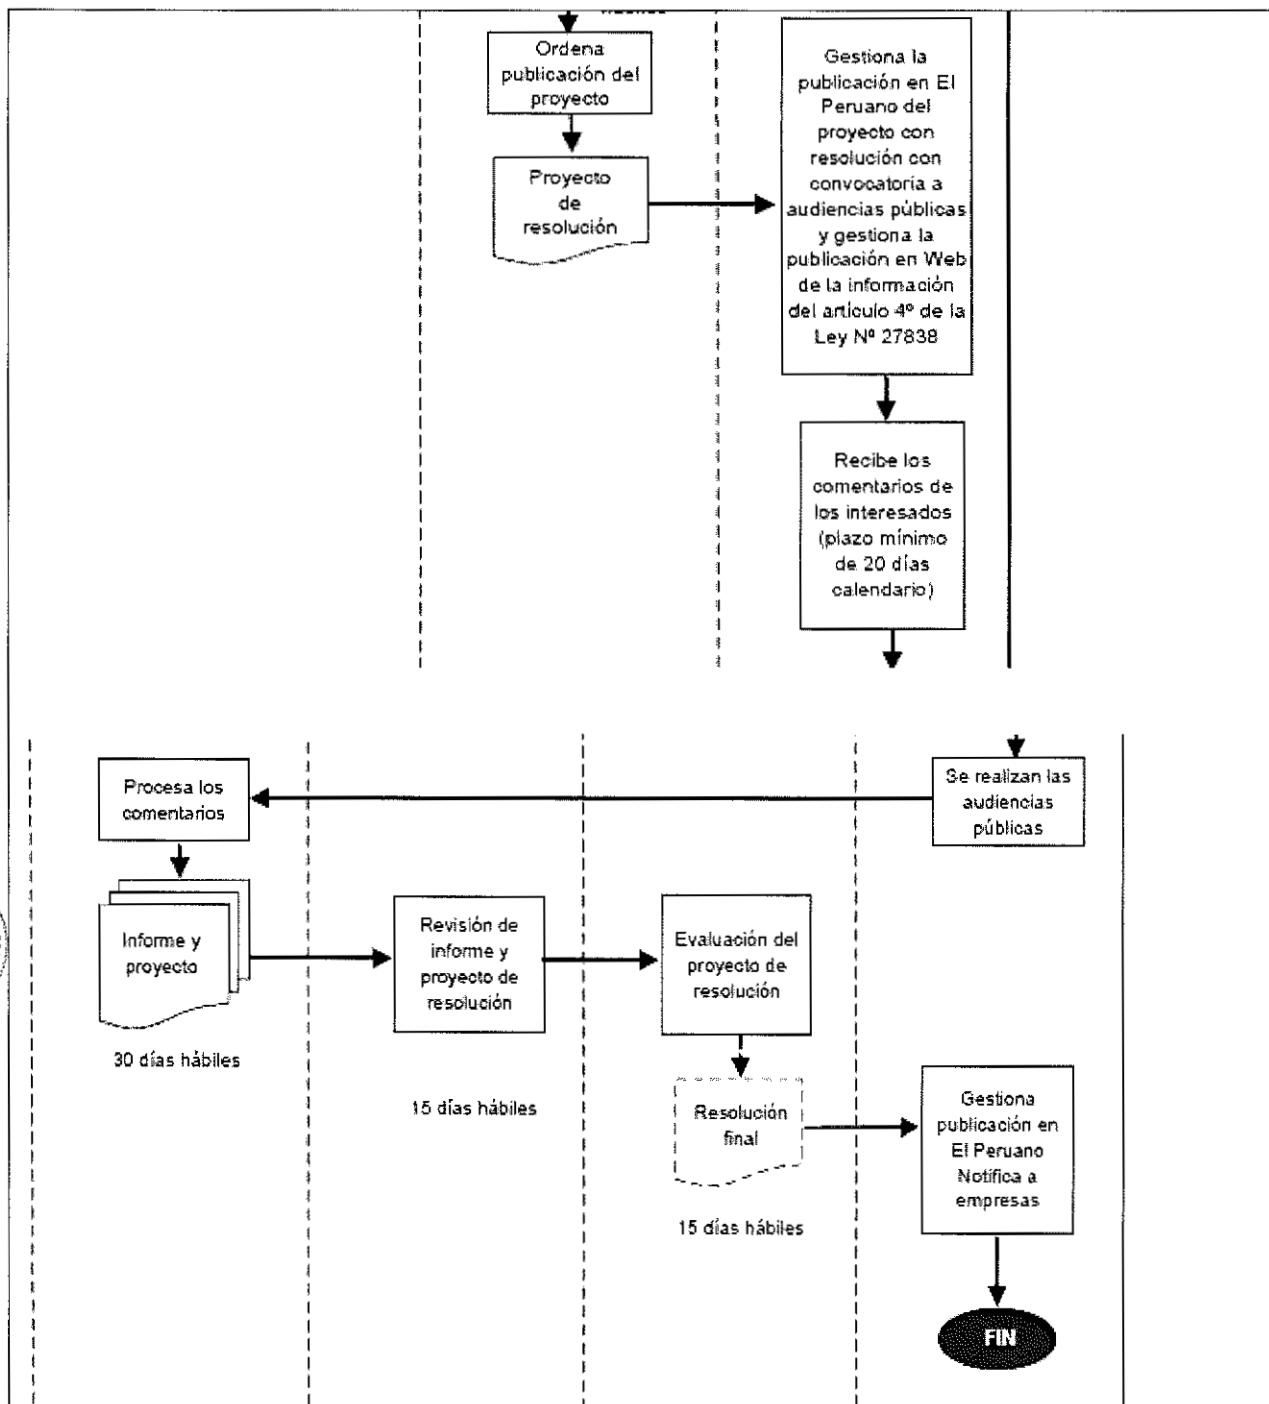 Ordena
publicación del
proyecto
Proyecto
de
resolución
Gestiona la
publicación en El
Peruano del
proyecto con
resolución con
convocatoria a
audiencias públicas
y gestiona la
publicación en Web
de la información
del artículo 4º de la
Ley Nº 27838
Recibe los
comentarios de
los interesados
(plazo mínimo
de 20 días
calendario)
Se realizan las
audiencias
públicas
Procesa los
comentarios
Informe y
proyecto
30 días hábiles
Revisión de
informe y
proyecto de
resolución
15 días hábiles
Evaluación del
proyecto de
resolución
Resolución
final
15 días hábiles
Gestiona
publicación en
El Peruano
Notifica a
empresas
FIN